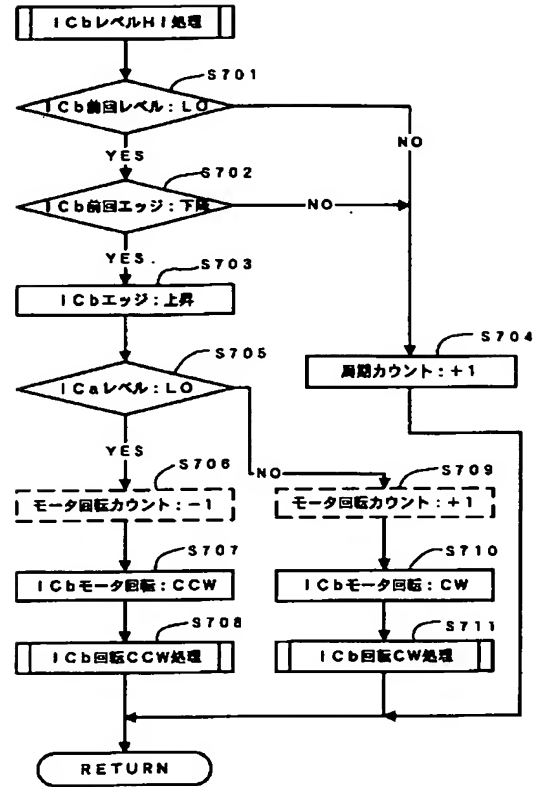 ICbレベルHI処理
S701
ICb前回レベル:LO
NO
YES
S702
ICb前回エッジ:下降
NO
YES
S703
ICbエッジ:上昇
S704
周期カウント:+1
S705
ICaレベル:LO
YES
NO
S706
モータ回転カウント:-1
S709
モータ回転カウント:+1
S707
ICbモータ回転:CCW
S710
ICbモータ回転:CW
S708
ICb回転CCW処理
S711
ICb回転CW処理
RETURN